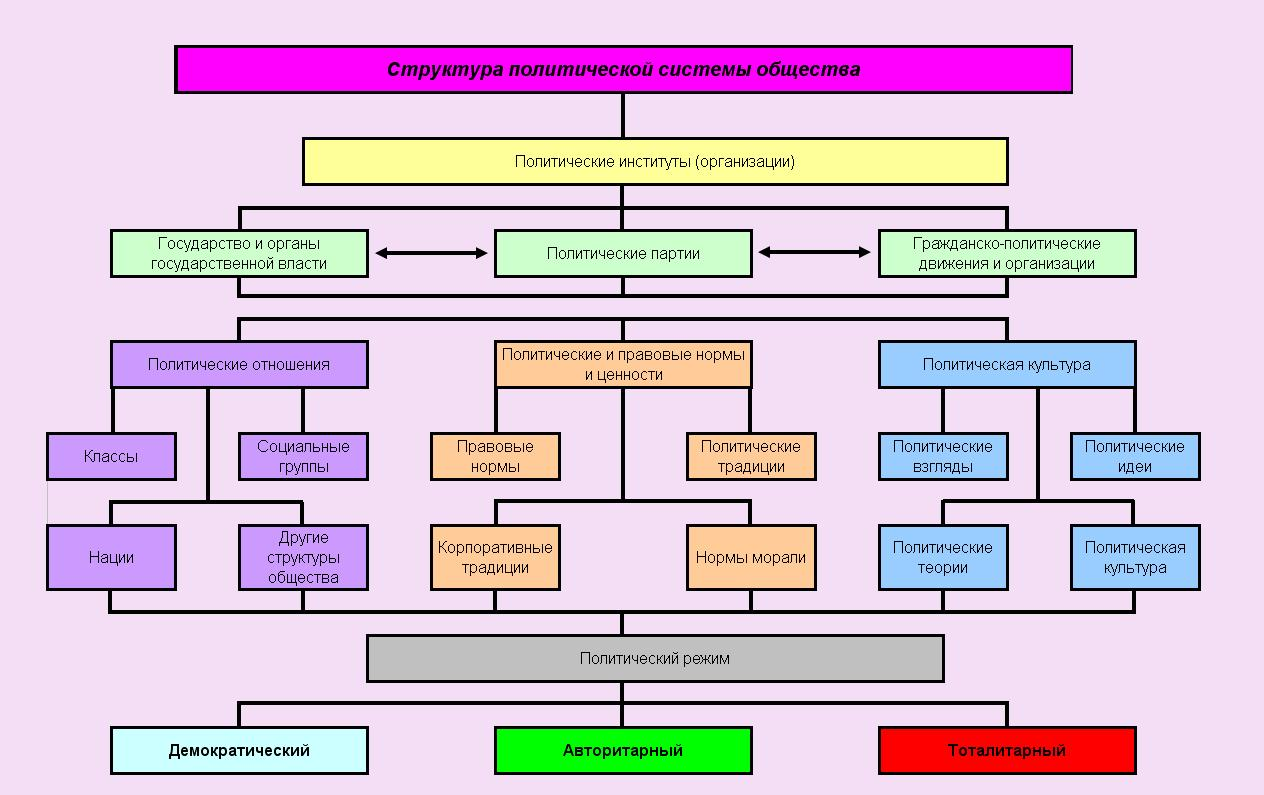 Структура политической системы общества
Политические институты (организации)
Государство и органы
государственной власти
Политические партии
Гражданско-политические
движения и организации
Политические отношения
Политические и правовые нормы
и ценности
Политическая культура
Классы
Социальные
группы
Правовые
нормы
Политические
традиции
Политические
взгляды
Политические
идеи
Нации
Другие
структуры
общества
Корпоративные
традиции
Нормы морали
Политические
теории
Политическая
культура
Политический режим
Демократический
Авторитарный
Тоталитарный